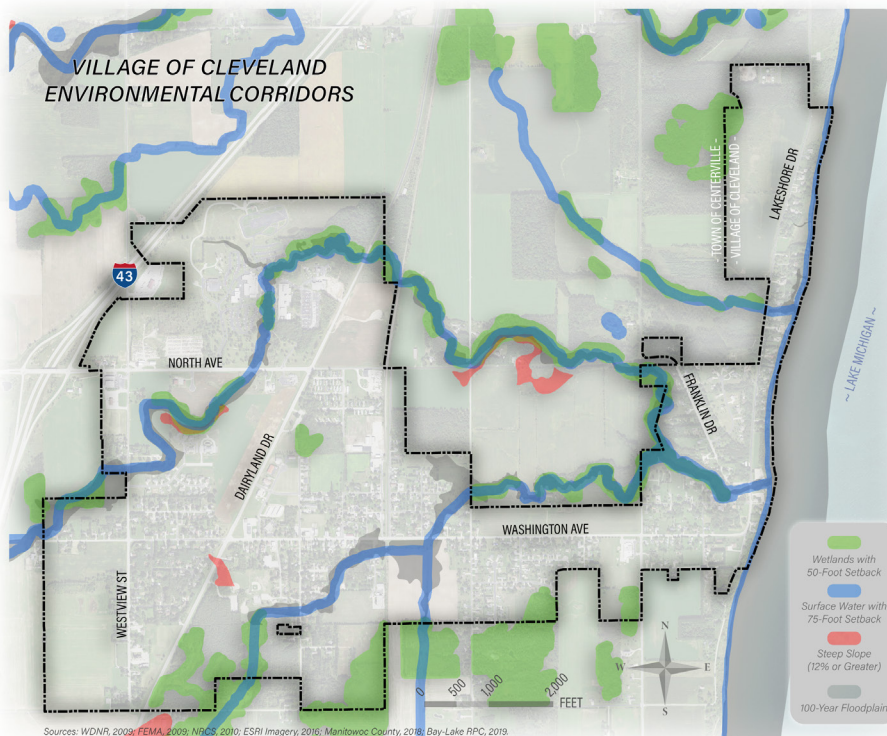 VILLAGE OF CLEVELAND
ENVIRONMENTAL CORRIDORS
- TOWN OF CENTERVILLE -
- VILLAGE OF CLEVELAND -
LAKESHORE DR
43
~ LAKE MICHIGAN ~
NORTH AVE
FRANKLIN DR
DAIRYLAND DR
WASHINGTON AVE
WESTVIEW ST
Wetlands with
50-Foot Setback
Surface Water with
75-Foot Setback
Steep Slope
(12% or Greater)
100-Year Floodplain
N
W
E
S
0
500
1,000
2,000
FEET
Sources: WDNR, 2009; FEMA, 2009; NRCS, 2010; ESRI Imagery, 2016; Manitowoc County, 2018; Bay-Lake RPC, 2019.